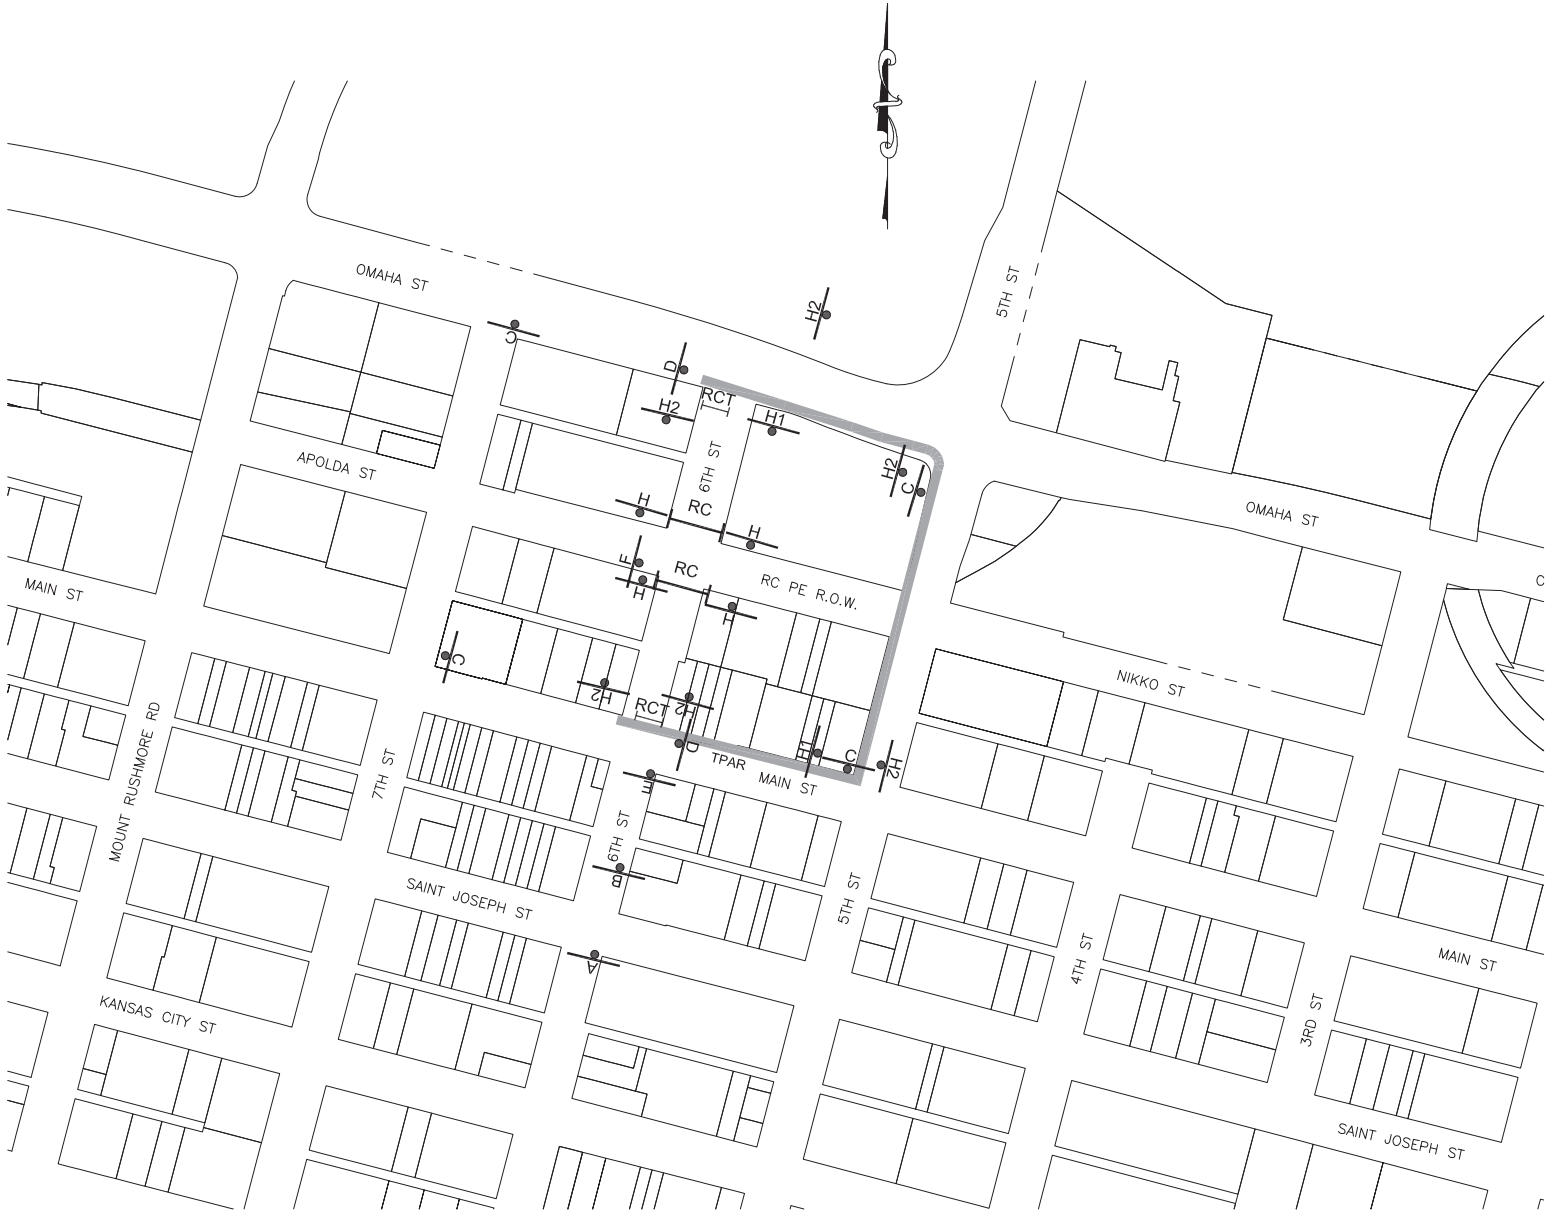 OMAHA ST
5TH ST
H2
C
D
RCT
H2
H1
6TH ST
H2
C
APOLDA ST
H
RC
H
OMAHA ST
F
H
RC
RC PE R.O.W.
H
MAIN ST
C
NIKKO ST
H2
RCT
H2
D
H1
C
H2
TPAR
MAIN ST
MOUNT RUSHMORE RD
7TH ST
E
6TH ST
B
SAINT JOSEPH ST
5TH ST
A
4TH ST
MAIN ST
KANSAS CITY ST
3RD ST
SAINT JOSEPH ST